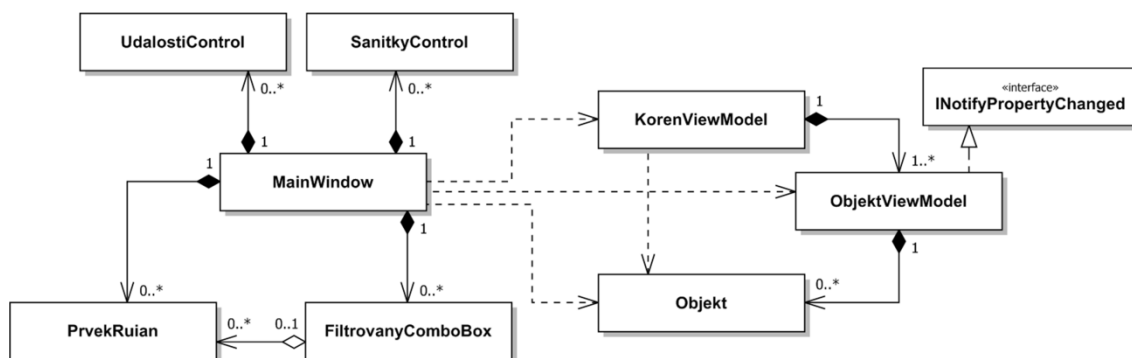 UdalostiControl
SanitkyControl
0..*
0..*
«interface»
INotifyPropertyChanged
KorenViewModel
1
1
1
1
MainWindow
1..*
ObjektViewModel
1
1
Objekt
0..*
0..*
0..*
PrvekRuian
0..*
0..1
FiltrovanyComboBox